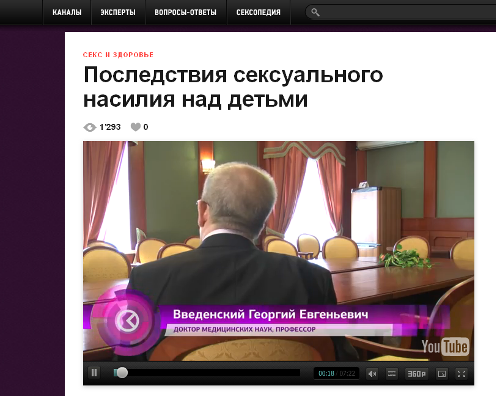 КАНАЛЫ ЭКСПЕРТЫ ВОПРОСЫ-ОТВЕТЫ СЕКСОПЕДИЯ
СЕКС И ЗДОРОВЬЕ
Последствия сексуального
насилия над детьми
1'293 0
Введенский Георгий Евгеньевич
ДОКТОР МЕДИЦИНСКИХ НАУК, ПРОФЕССОР
YouTube
00:18 / 07:22 360p